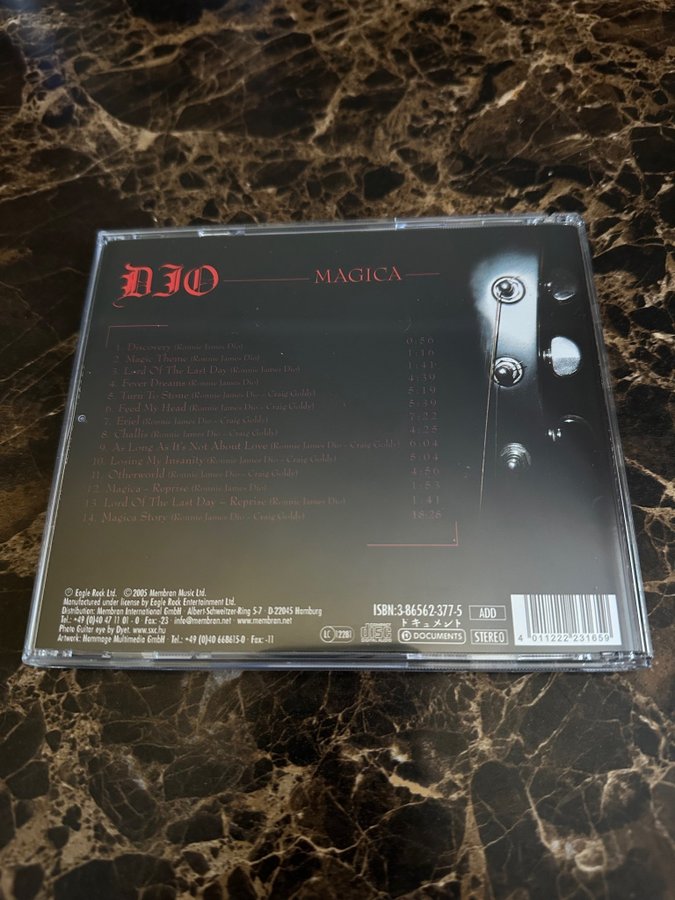 DIO MAGICA
1. Discovery (Ronnie James Dio) 0:56
2. Magic Theme (Ronnie James Dio) 1:16
3. Lord Of The Last Day (Ronnie James Dio) 1:41
4. Fever Dreams (Ronnie James Dio) 4:39
5. Turn To Stone (Ronnie James Dio - Craig Goldy) 5:19
6. Feed My Head (Ronnie James Dio - Craig Goldy) 5:39
7. Eriel (Ronnie James Dio - Craig Goldy) 7:22
8. Challis (Ronnie James Dio - Craig Goldy) 4:25
9. As Long As It's Not About Love (Ronnie James Dio - Craig Goldy) 6:04
10. Losing My Insanity (Ronnie James Dio - Craig Goldy) 5:04
11. Otherworld (Ronnie James Dio - Craig Goldy) 4:56
12. Magica - Reprise (Ronnie James Dio) 1:53
13. Lord Of The Last Day - Reprise (Ronnie James Dio) 1:41
14. Magica Story (Ronnie James Dio - Craig Goldy) 18:26
Ⓟ Eagle Rock Ltd. ©2005 Membran Music Ltd.
Manufactured under license by Eagle Rock Entertainment Ltd.
Distribution: Membran International GmbH · Albert-Schweitzer-Ring 5-7 · D-22045 Hamburg
Tel.: +49 (0)40 47 11 01 - 0 · Fax: - 23 · info@membran.net · www.membran.net
Photo Guitar eye by Dyet, www.sxc.hu
Artwork: Hammage Multimedia GmbH Tel.: +49 (0)40 668615-0 · Fax: -11
ISBN:3-86562-377-5 ADD
ドキュメント
LC 1228 COMPACT disc DIGITAL AUDIO DOCUMENTS STEREO
4 011222 231659